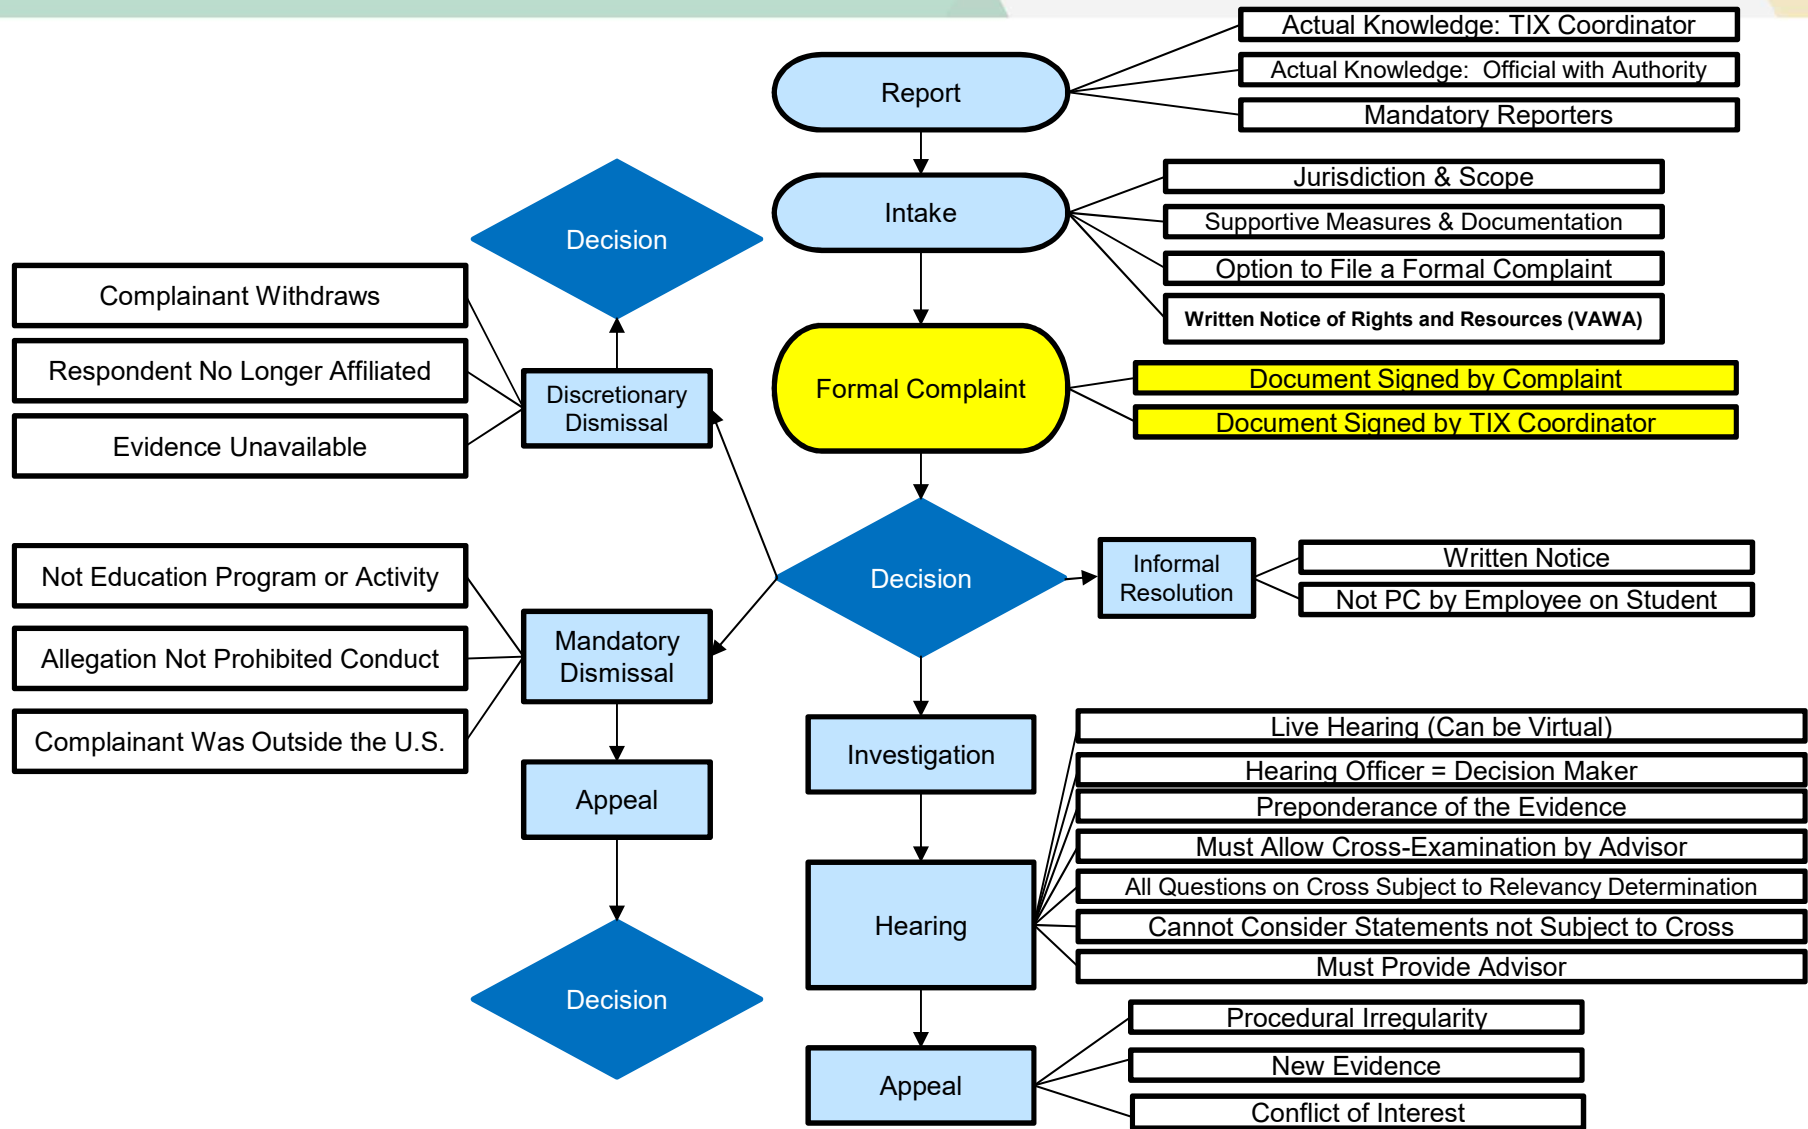 Actual Knowledge: TIX Coordinator
Actual Knowledge: Official with Authority
Mandatory Reporters
Report
Intake
Jurisdiction & Scope
Supportive Measures & Documentation
Option to File a Formal Complaint
Written Notice of Rights and Resources (VAWA)
Decision
Complainant Withdraws
Respondent No Longer Affiliated
Evidence Unavailable
Discretionary
Dismissal
Formal Complaint
Document Signed by Complaint
Document Signed by TIX Coordinator
Decision
Informal
Resolution
Written Notice
Not PC by Employee on Student
Not Education Program or Activity
Allegation Not Prohibited Conduct
Complainant Was Outside the U.S.
Mandatory
Dismissal
Appeal
Decision
Investigation
Hearing
Live Hearing (Can be Virtual)
Hearing Officer = Decision Maker
Preponderance of the Evidence
Must Allow Cross-Examination by Advisor
All Questions on Cross Subject to Relevancy Determination
Cannot Consider Statements not Subject to Cross
Must Provide Advisor
Appeal
Procedural Irregularity
New Evidence
Conflict of Interest